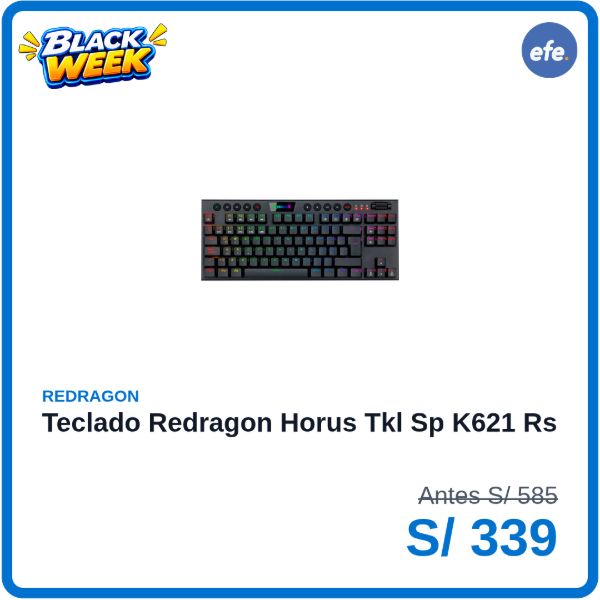 BLACK
WEEK
efe.
REDRAGON
Teclado Redragon Horus Tkl Sp K621 Rs
Antes S/ 585
S/ 339